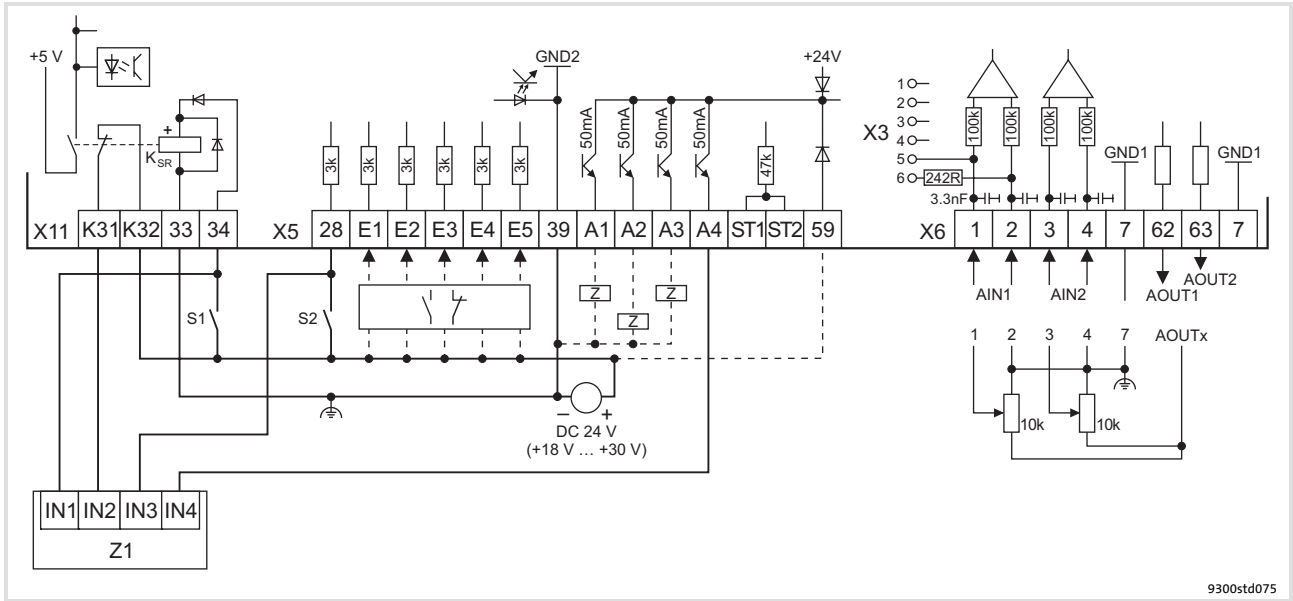 +5 V
+
K SR
GND2
+24V
3k 3k 3k 3k 3k 3k
50mA 50mA 50mA 50mA
47k
X3
1
2
3
4
5
6 242R
100k 100k 100k 100k
3.3nF
GND1
GND1
X11 K31 K32 33 34
X5 28 E1 E2 E3 E4 E5 39 A1 A2 A3 A4 ST1 ST2 59
X6 1 2 3 4 7 62 63 7
S1
S2
Z Z Z
AIN1
AIN2
AOUT1
AOUT2
1 2 3 4 7 AOUTx
10k
10k
– +
DC 24 V
(+18 V ... +30 V)
IN1 IN2 IN3 IN4
Z1
9300std075